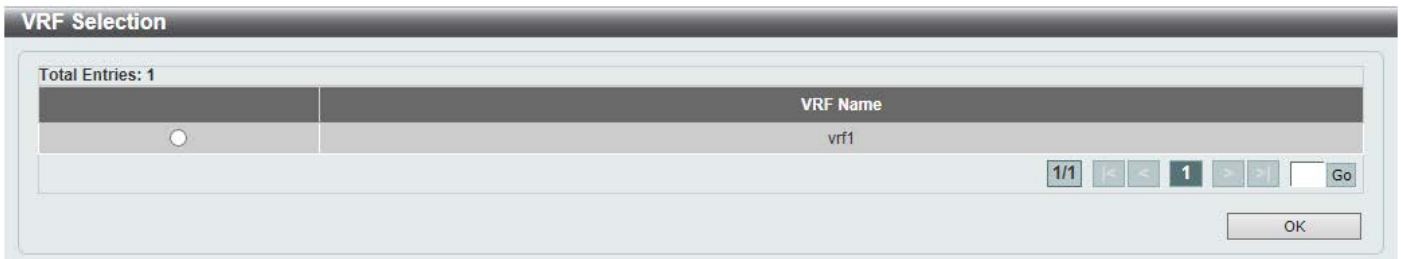 VRF Selection
Total Entries: 1
VRF Name
vrf1
1/1 |< < 1 > >| Go
OK